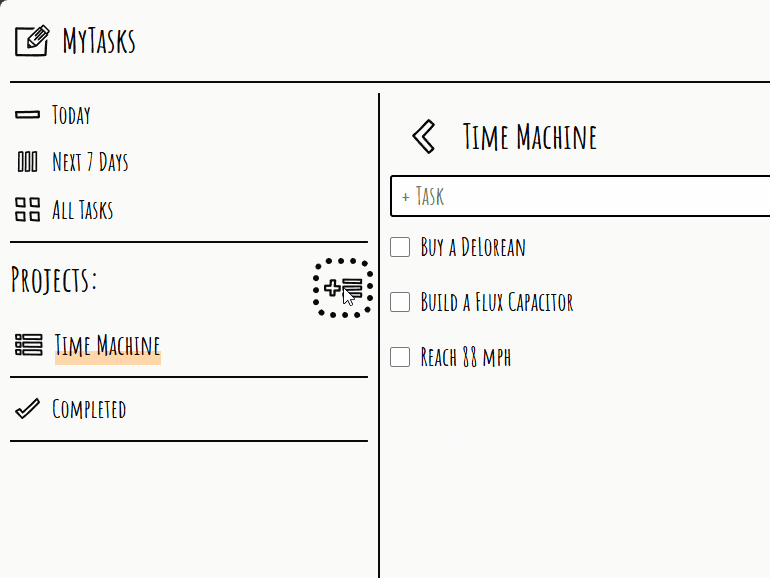 MyTasks
Today
Next 7 Days
All Tasks
Projects:
Time Machine
Completed
Time Machine
+ Task
Buy a DeLorean
Build a Flux Capacitor
Reach 88 mph